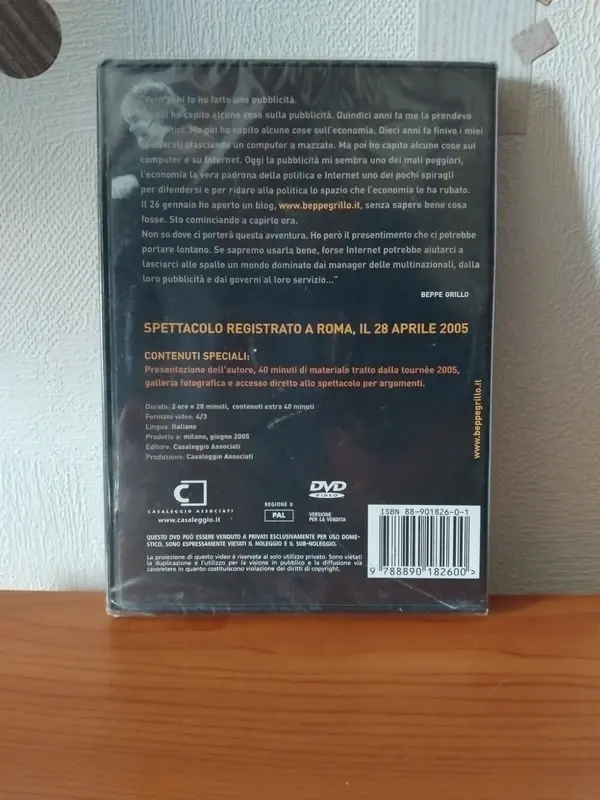 anni fa ho fatto una pubblicità.
poi ho capito alcune cose sulla pubblicità. Quindici anni fa me la prendevo
Ma poi ho capito alcune cose sull'economia. Dieci anni fa finivo i miei
spettacoli sfasciando un computer a mazzate. Ma poi ho capito alcune cose sui
computer e su Internet. Oggi la pubblicità mi sembra uno dei mali peggiori,
l'economia la vera padrona della politica e Internet uno dei pochi spiragli
per difendersi e per ridare alla politica lo spazio che l'economia le ha rubato.
Il 26 gennaio ho aperto un blog, www.beppegrillo.it, senza sapere bene cosa
fosse. Sto cominciando a capirlo ora.
Non so dove ci porterà questa avventura. Ho però il presentimento che ci potrebbe
portare lontano. Se sapremo usarla bene, forse Internet potrebbe aiutarci a
lasciarci alle spalle un mondo dominato dai manager delle multinazionali, dalla
loro pubblicità e dai governi al loro servizio..."
BEPPE GRILLO
SPETTACOLO REGISTRATO A ROMA, IL 28 APRILE 2005
CONTENUTI SPECIALI:
Presentazione dell'autore, 40 minuti di materiale tratto dalla tournèe 2005,
galleria fotografica e accesso diretto allo spettacolo per argomenti.
Durata: 2 ore e 28 minuti, contenuti extra 40 minuti
Formato video: 4/3
Lingua: Italiano
Prodotto a: milano, giugno 2005
Editore: Casaleggio Associati
Produzione: Casaleggio Associati
www.beppegrillo.it
CASALEGGIO ASSOCIATI
www.casaleggio.it
REGIONE 0
PAL
DVD
VIDEO
VERSIONE
PER LA VENDITA
ISBN 88-901826-0-1
9 788890 182600 >
QUESTO DVD PUÒ ESSERE VENDUTO A PRIVATI ESCLUSIVAMENTE PER USO DOME-
STICO. SONO ESPRESSAMENTE VIETATI IL NOLEGGIO E IL SUB-NOLEGGIO.
La proiezione di questo video è riservata al solo utilizzo privato. Sono vietati
la duplicazione e l'utilizzo per la visione in pubblico e la diffusione via
cavo/etere in quanto costituiscono violazione dei diritti di copyright.